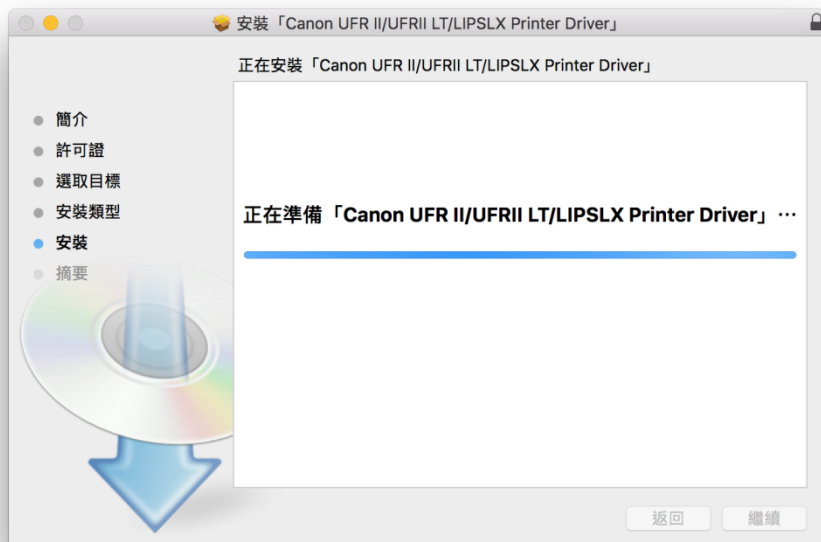 安裝「Canon UFR II/UFRII LT/LIPSLX Printer Driver」
正在安裝「Canon UFR II/UFRII LT/LIPSLX Printer Driver」
簡介
許可證
選取目標
安裝類型
安裝
摘要
正在準備「Canon UFR II/UFRII LT/LIPSLX Printer Driver」⋯
返回
繼續